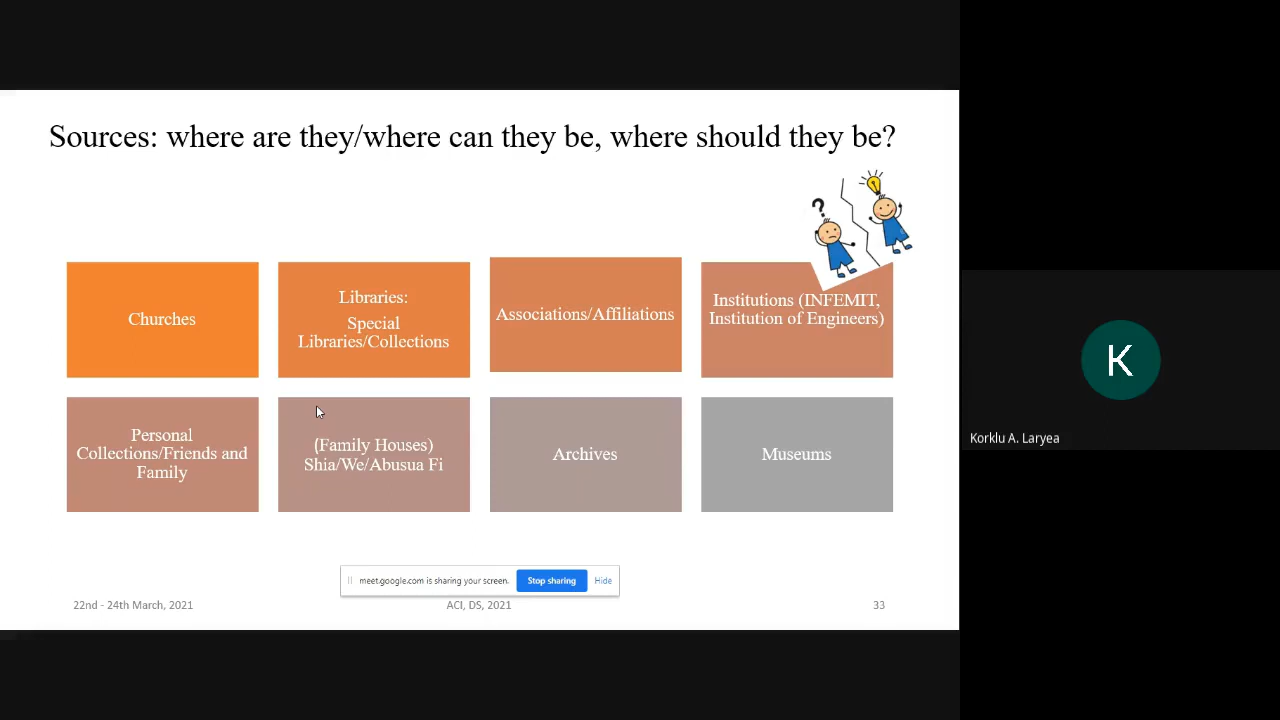 Sources: where are they/where can they be, where should they be?
?
Churches
Libraries:
Special
Libraries/Collections
Associations/Affiliations
Institutions (INFEMIT,
Institution of Engineers)
Personal
Collections/Friends and
Family
(Family Houses)
Shia/We/Abusua Fi
Archives
Museums
meet.google.com is sharing your screen.
Stop sharing
Hide
22nd - 24th March, 2021
ACI, DS, 2021
33
K
Korklu A. Laryea